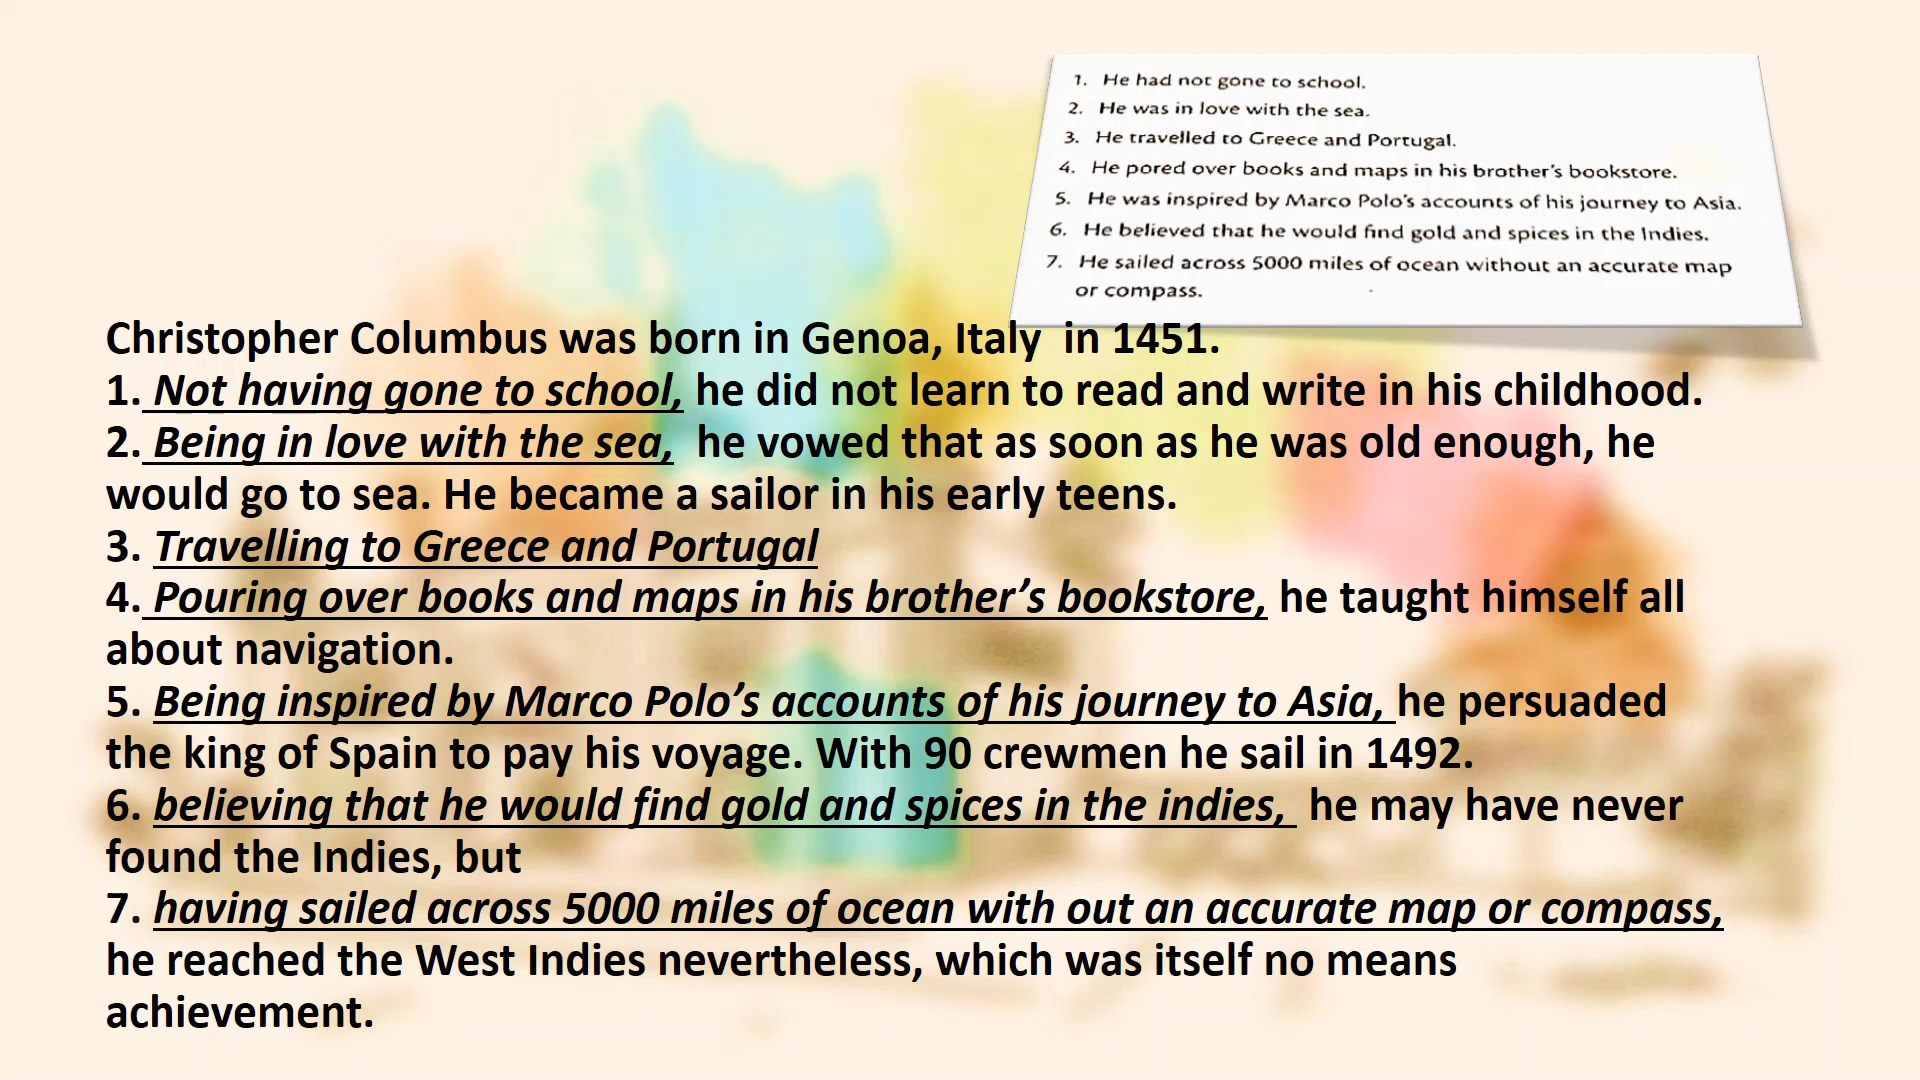 1. He had not gone to school.
2. He was in love with the sea.
3. He travelled to Greece and Portugal.
4. He pored over books and maps in his brother's bookstore.
5. He was inspired by Marco Polo's accounts of his journey to Asia.
6. He believed that he would find gold and spices in the Indies.
7. He sailed across 5000 miles of ocean without an accurate map
or compass.
Christopher Columbus was born in Genoa, Italy  in 1451.
1. Not having gone to school, he did not learn to read and write in his childhood.
2. Being in love with the sea,  he vowed that as soon as he was old enough, he
would go to sea. He became a sailor in his early teens.
3. Travelling to Greece and Portugal
4. Pouring over books and maps in his brother’s bookstore, he taught himself all
about navigation.
5. Being inspired by Marco Polo’s accounts of his journey to Asia, he persuaded
the king of Spain to pay his voyage. With 90 crewmen he sail in 1492.
6. believing that he would find gold and spices in the indies,  he may have never
found the Indies, but
7. having sailed across 5000 miles of ocean with out an accurate map or compass,
he reached the West Indies nevertheless, which was itself no means
achievement.